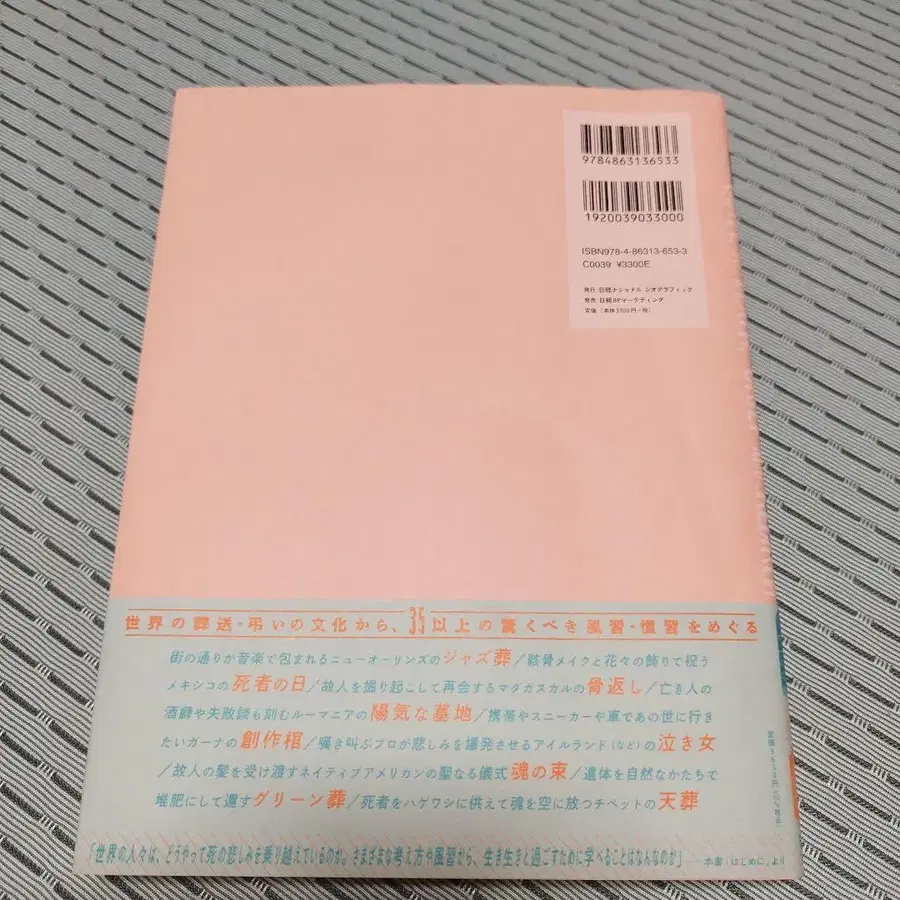 9784863136533
1920039033000
ISBN978-4-86313-653-3
C0039 ¥3300E
発行 日経ナショナル ジオグラフィック
発売 日経BPマーケティング
定価（本体3300円+税）
世界の葬送・弔いの文化から、35以上の驚くべき風習・慣習をめぐる
街の通りが音楽で包まれるニューオーリンズのジャズ葬／骸骨メイクと花々の飾りで祝う
メキシコの死者の日／故人を掘り起こして再会するマダガスカルの骨返し／亡き人の
酒癖や失敗談も刻むルーマニアの陽気な墓地／携帯やスニーカーや車であの世に行き
たいガーナの創作棺／嘆き叫ぶプロが悲しみを爆発させるアイルランド（など）の泣き女
／故人の髪を受け渡すネイティブアメリカンの聖なる儀式魂の束／遺体を自然なかたちで
堆肥にして還すグリーン葬／死者をハゲワシに供えて魂を空に放つチベットの天葬
「世界の人々は、どうやって死の悲しみを乗り越えているのか。さまざまな考え方や風習から、生き生きと過ごすために学べることはなんなのか」──本書「はじめに」より